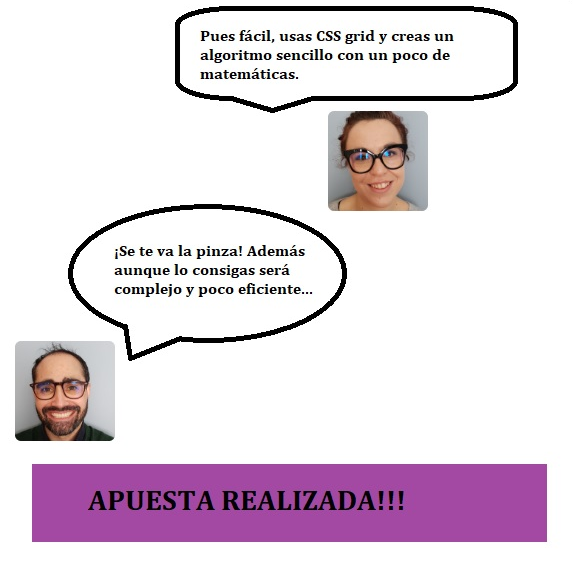 Pues fácil, usas CSS grid y creas un
algoritmo sencillo con un poco de
matemáticas.
¡Se te va la pinza! Además
aunque lo consigas será
complejo y poco eficiente...
APUESTA REALIZADA!!!